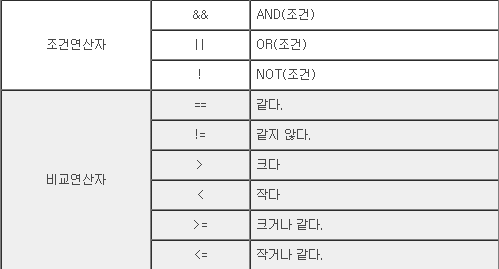 조건연산자
&& AND(조건)
|| OR(조건)
! NOT(조건)
비교연산자
== 같다.
!= 같지 않다.
> 크다
< 작다
>= 크거나 같다.
<= 작거나 같다.